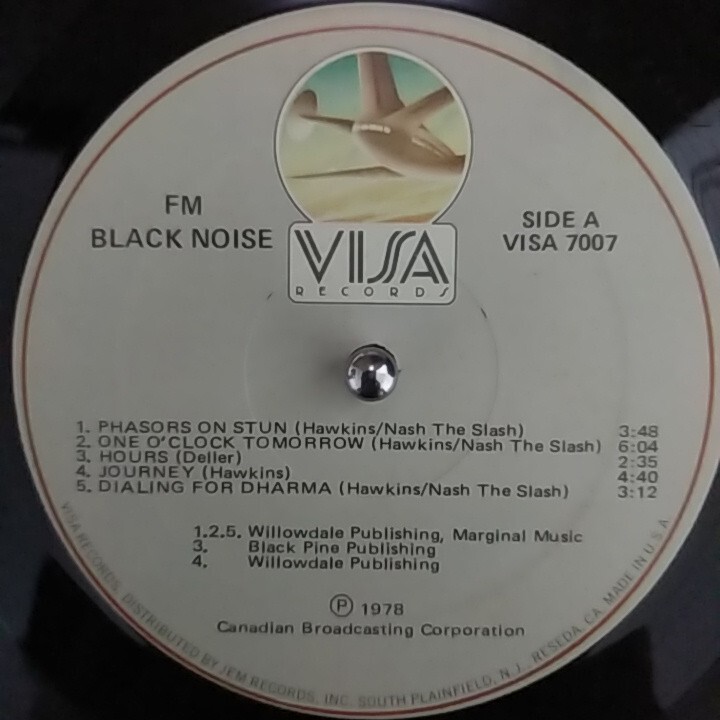 FM
BLACK NOISE
VISA
RECORDS
SIDE A
VISA 7007
1. PHASORS ON STUN (Hawkins/Nash The Slash) 3:48
2. ONE O'CLOCK TOMORROW (Hawkins/Nash The Slash) 6:04
3. HOURS (Deller) 2:35
4. JOURNEY (Hawkins) 4:40
5. DIALING FOR DHARMA (Hawkins/Nash The Slash) 3:12
1.2.5. Willowdale Publishing, Marginal Music
3. Black Pine Publishing
4. Willowdale Publishing
Ⓟ 1978
Canadian Broadcasting Corporation
VISA RECORDS, DISTRIBUTED BY JEM RECORDS, INC. SOUTH PLAINFIELD, N.J., RESEDA, CA. MADE IN U S A